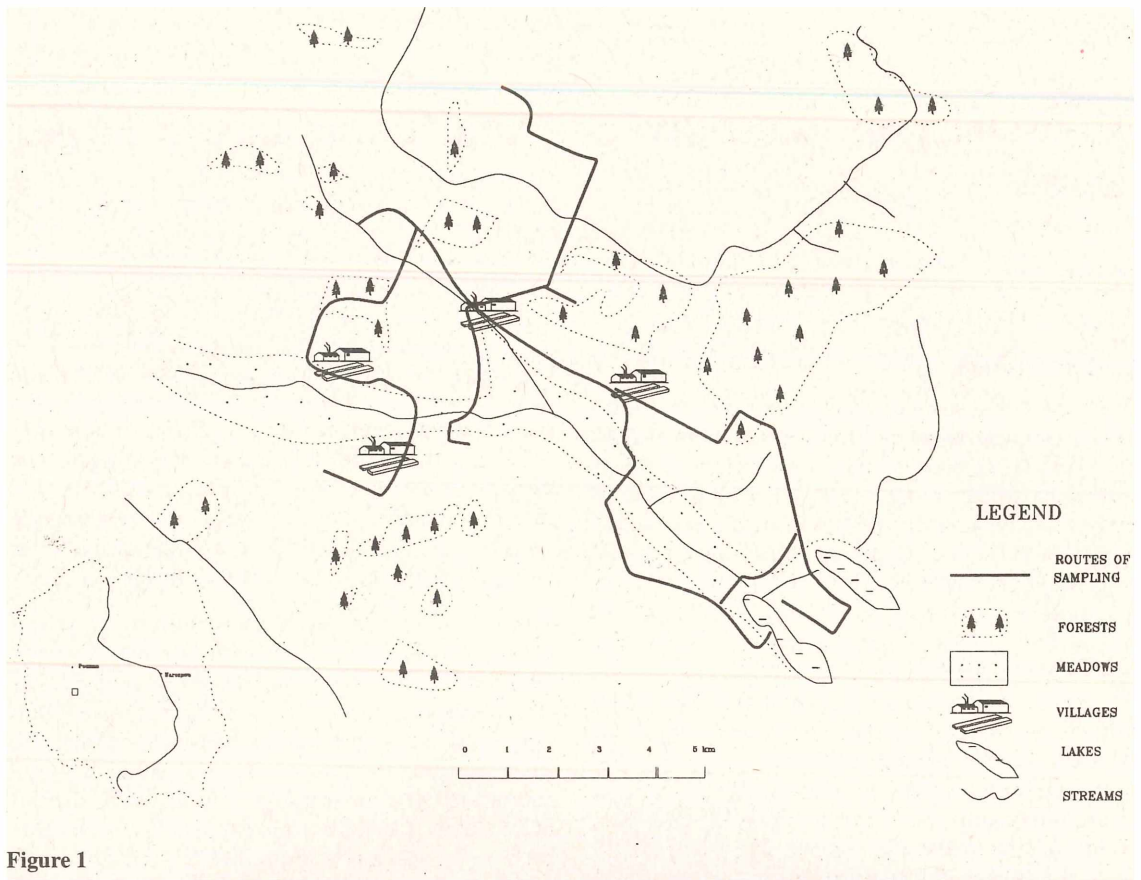 LEGEND
ROUTES OF
SAMPLING
FORESTS
MEADOWS
VILLAGES
LAKES
STREAMS
0 1 2 3 4 5 km
Figure 1